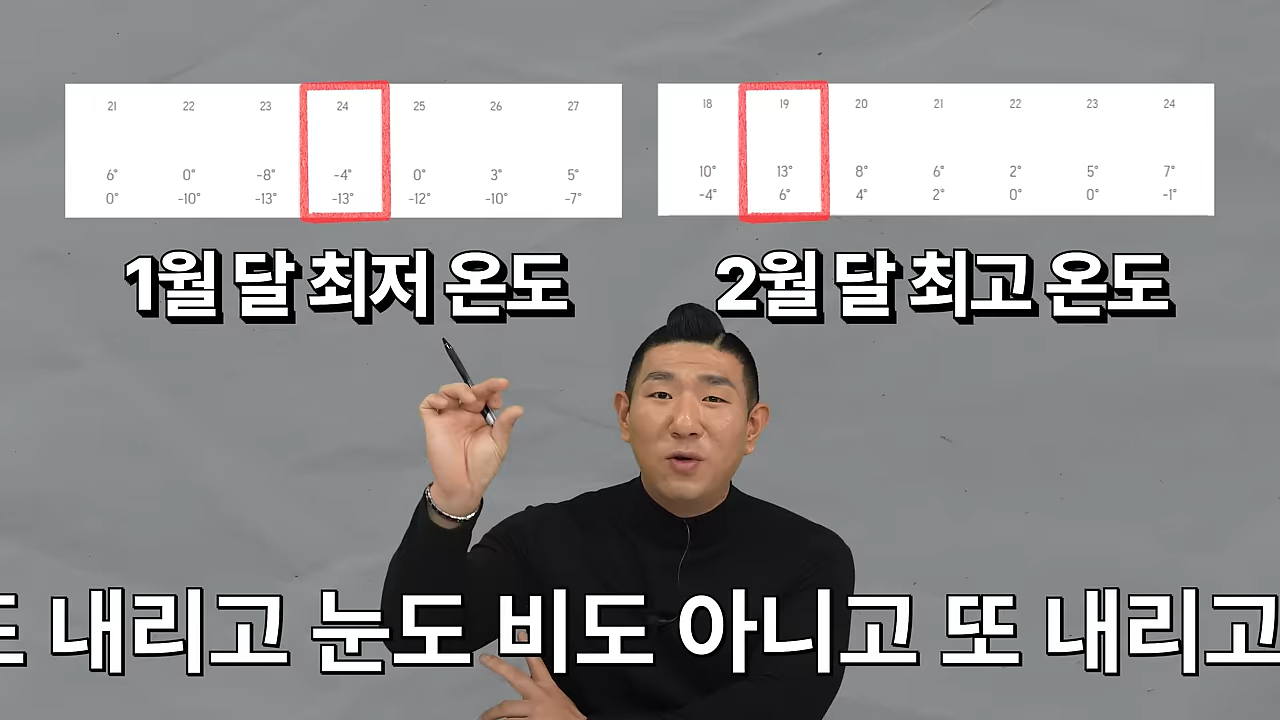 21 22 23 24 25 26 27
6° 0° -8° -4° 0° 3° 5°
0° -10° -13° -13° -12° -10° -7°
18 19 20 21 22 23 24
10° 13° 8° 6° 2° 5° 7°
-4° 6° 4° 2° 0° 0° -1°
1월 달 최저 온도
2월 달 최고 온도
내리고 눈도 비도 아니고 또 내리고